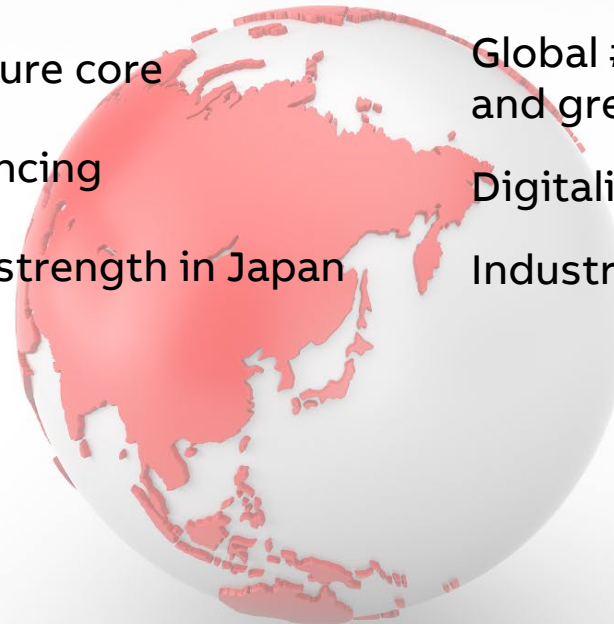 ure core
ncing
strength in Japan
Global #
and gre
Digitali
Industr